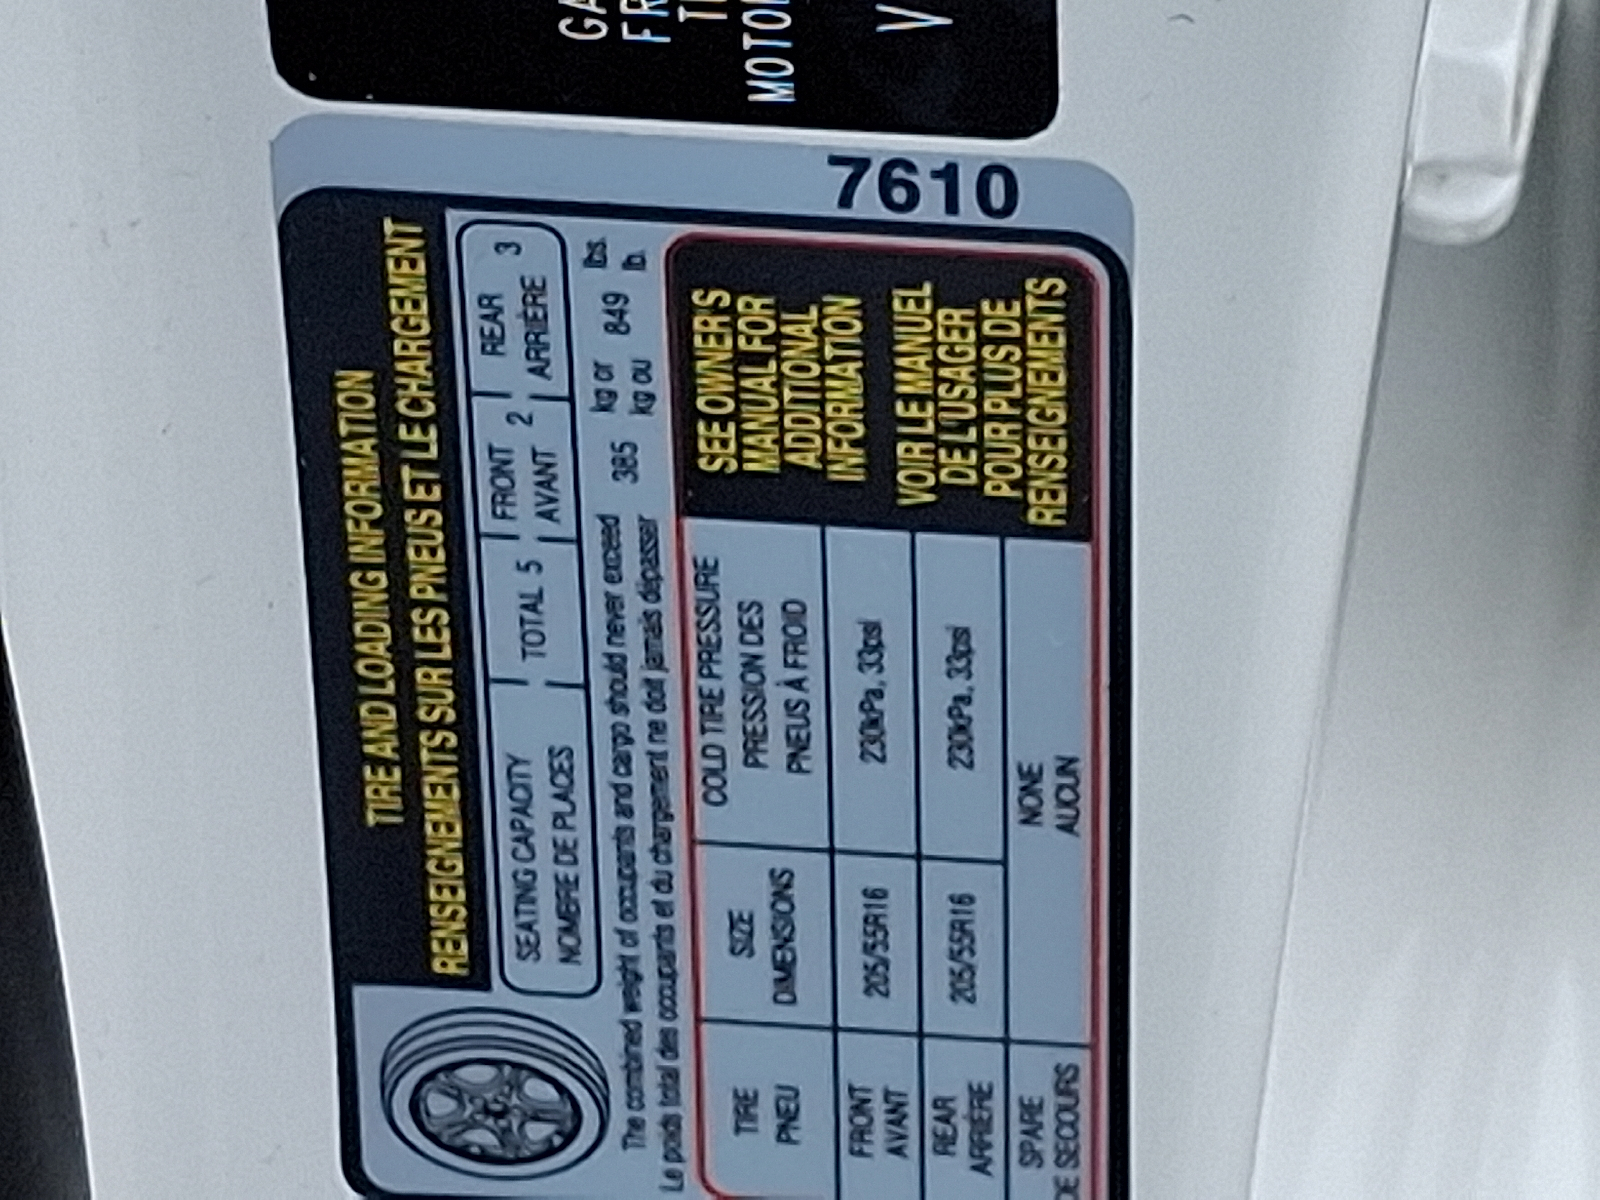 MOTOR
V
7610
TIRE AND LOADING INFORMATION
RENSEIGNEMENTS SUR LES PNEUS ET LE CHARGEMENT
SEATING CAPACITY TOTAL 5 FRONT 2 REAR 3
NOMBRE DE PLACES AVANT ARRIÈRE
The combined weight of occupants and cargo should never exceed 385 kg or 849 lbs.
Le poids total des occupants et du chargement ne doit jamais dépasser kg ou lb.
TIRE SIZE COLD TIRE PRESSURE
PNEU DIMENSIONS PRESSION DES
PNEUS À FROID
FRONT 205/55R16 230kPa, 33psi
AVANT
REAR 205/55R16 230kPa, 33psi
ARRIÈRE
SPARE NONE
DE SECOURS AUCUN
SEE OWNER'S
MANUAL FOR
ADDITIONAL
INFORMATION
VOIR LE MANUEL
DE L'USAGER
POUR PLUS DE
RENSEIGNEMENTS